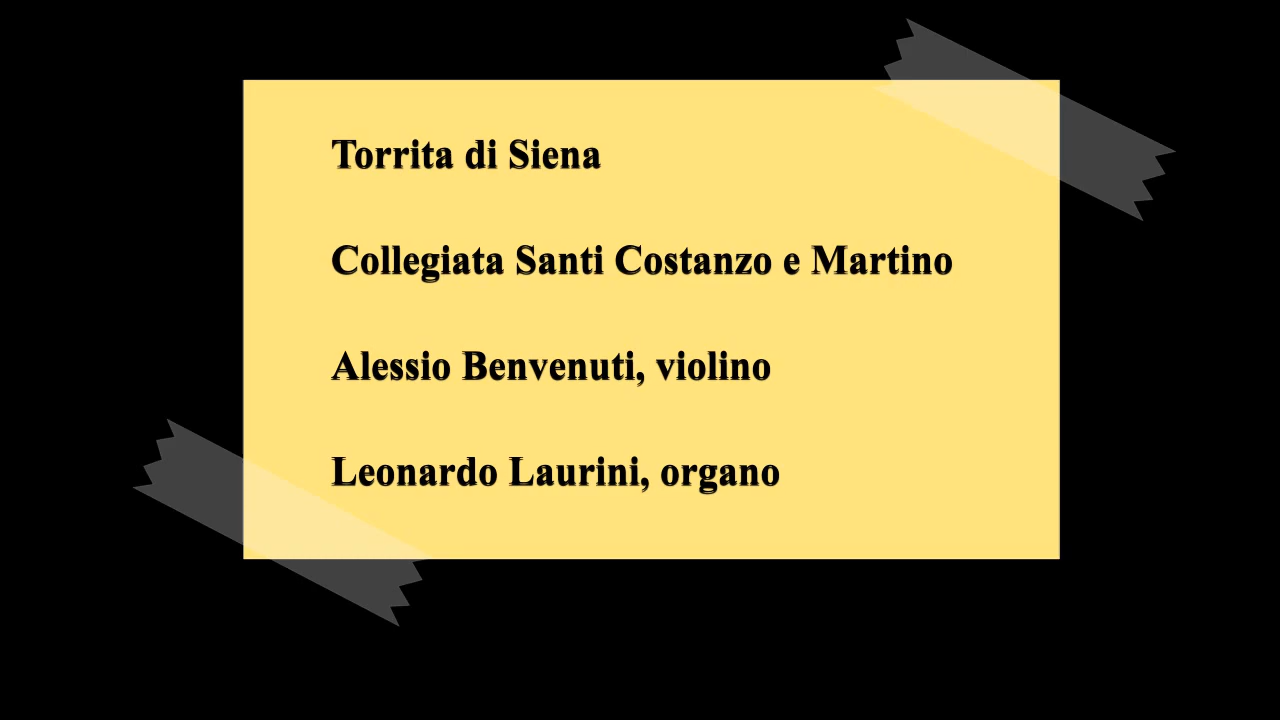 Torrita di Siena
Collegiata Santi Costanzo e Martino
Alessio Benvenuti, violino
Leonardo Laurini, organo